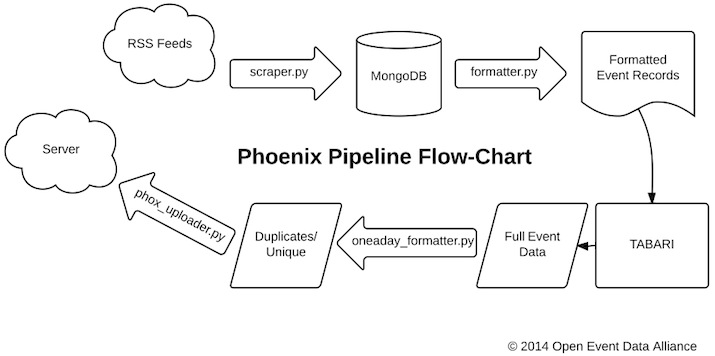 RSS Feeds
scraper.py
MongoDB
formatter.py
Formatted
Event Records
Server
Phoenix Pipeline Flow-Chart
phox_uploader.py
Duplicates/
Unique
oneaday_formatter.py
Full Event
Data
TABARI
© 2014 Open Event Data Alliance